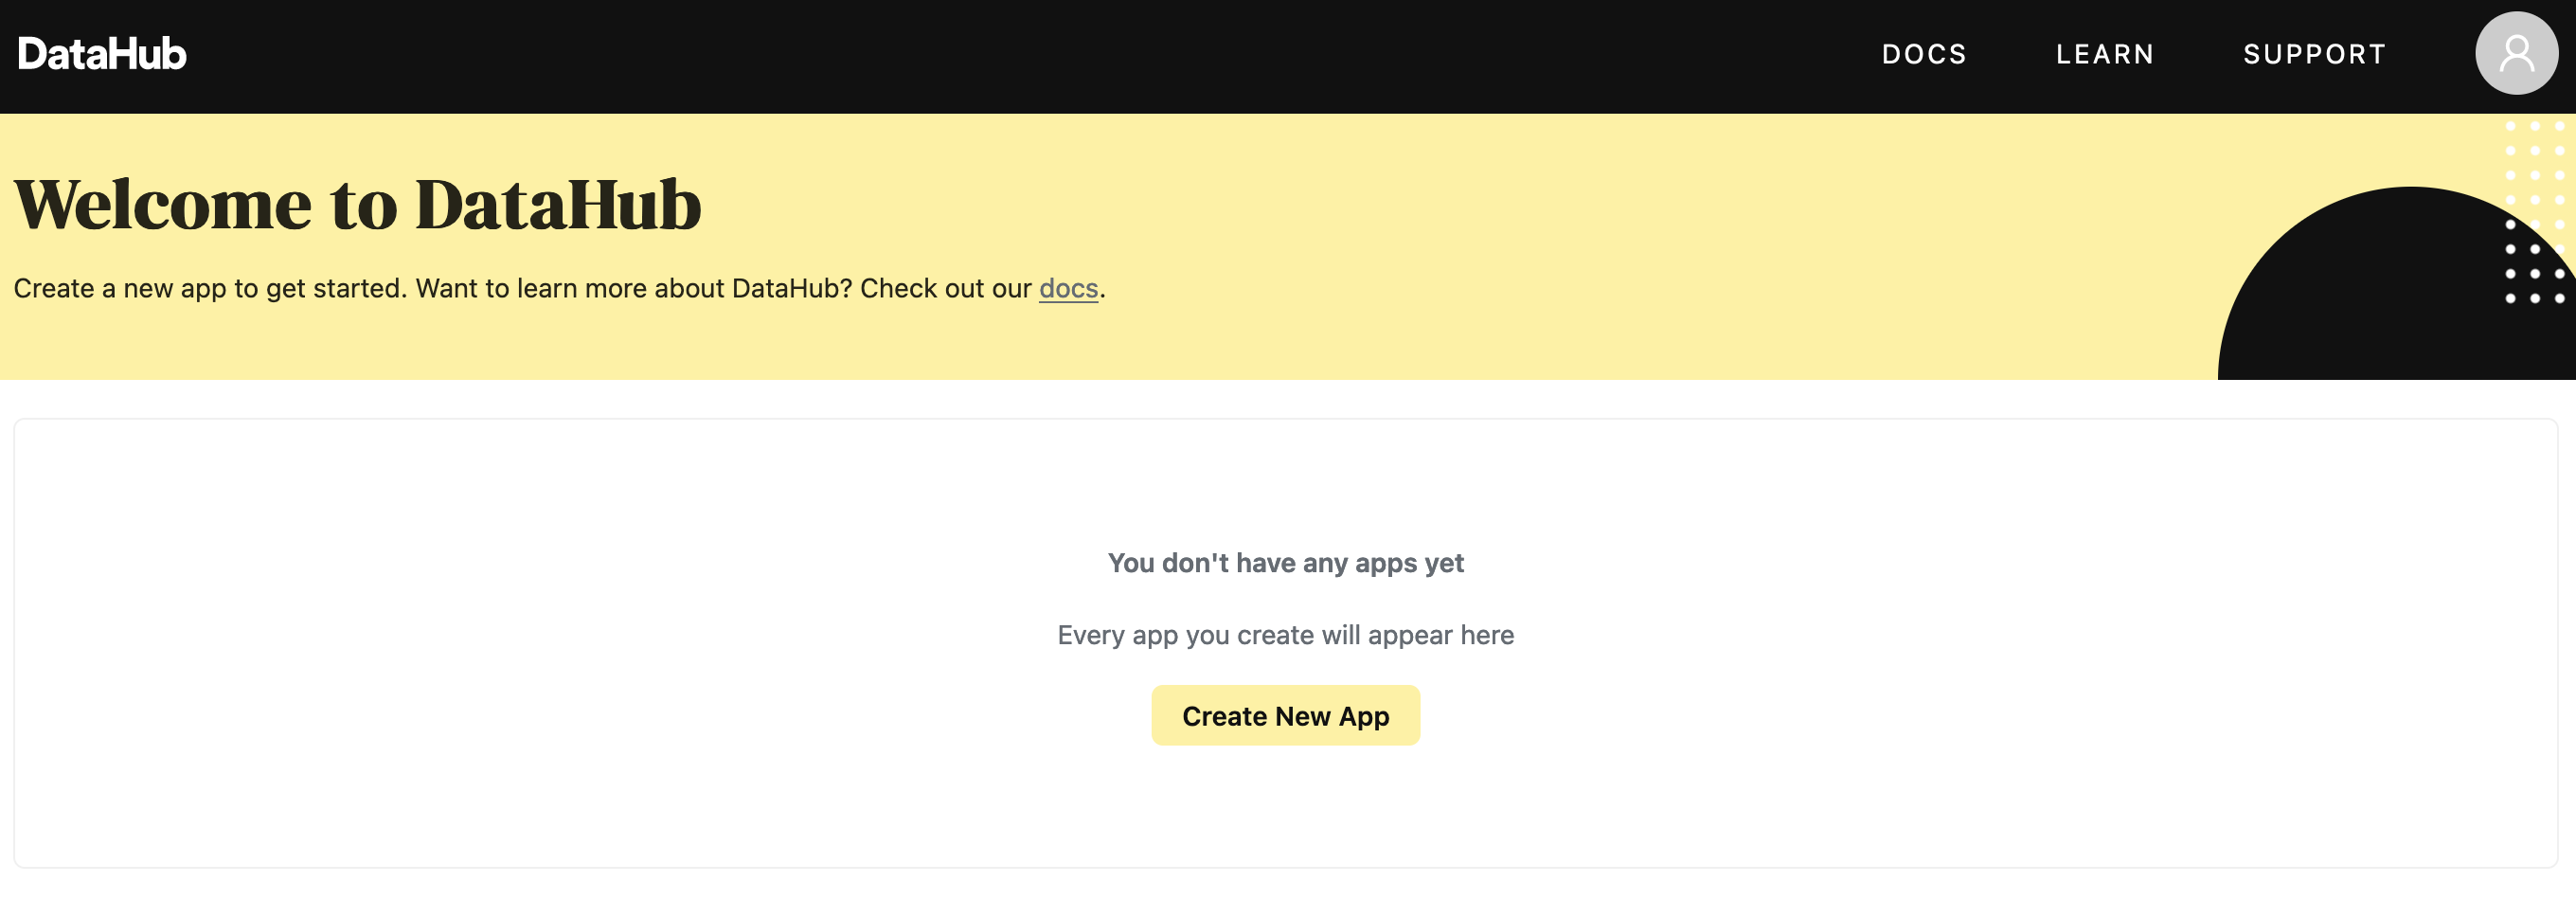 DataHub
DOCS LEARN SUPPORT
Welcome to DataHub
Create a new app to get started. Want to learn more about DataHub? Check out our docs.
You don't have any apps yet
Every app you create will appear here
Create New App